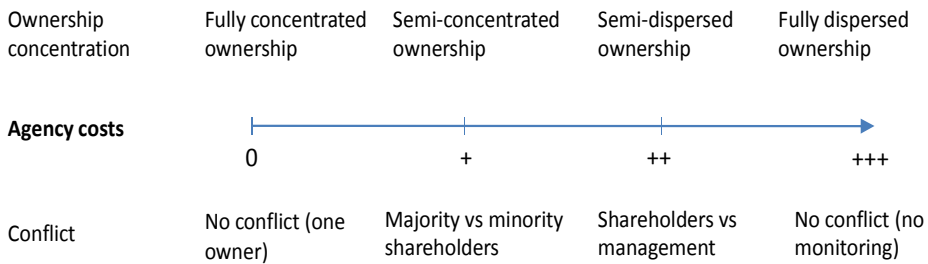 Ownership concentration
Fully concentrated ownership
Semi-concentrated ownership
Semi-dispersed ownership
Fully dispersed ownership
Agency costs
0 + ++ +++
Conflict
No conflict (one owner)
Majority vs minority shareholders
Shareholders vs management
No conflict (no monitoring)